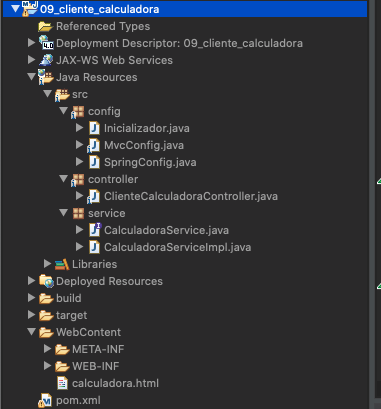 09_cliente_calculadora
Referenced Types
Deployment Descriptor: 09_cliente_calculadora
JAX-WS Web Services
Java Resources
src
config
Inicializador.java
MvcConfig.java
SpringConfig.java
controller
ClienteCalculadoraController.java
service
CalculadoraService.java
CalculadoraServiceImpl.java
Libraries
Deployed Resources
build
target
WebContent
META-INF
WEB-INF
calculadora.html
pom.xml